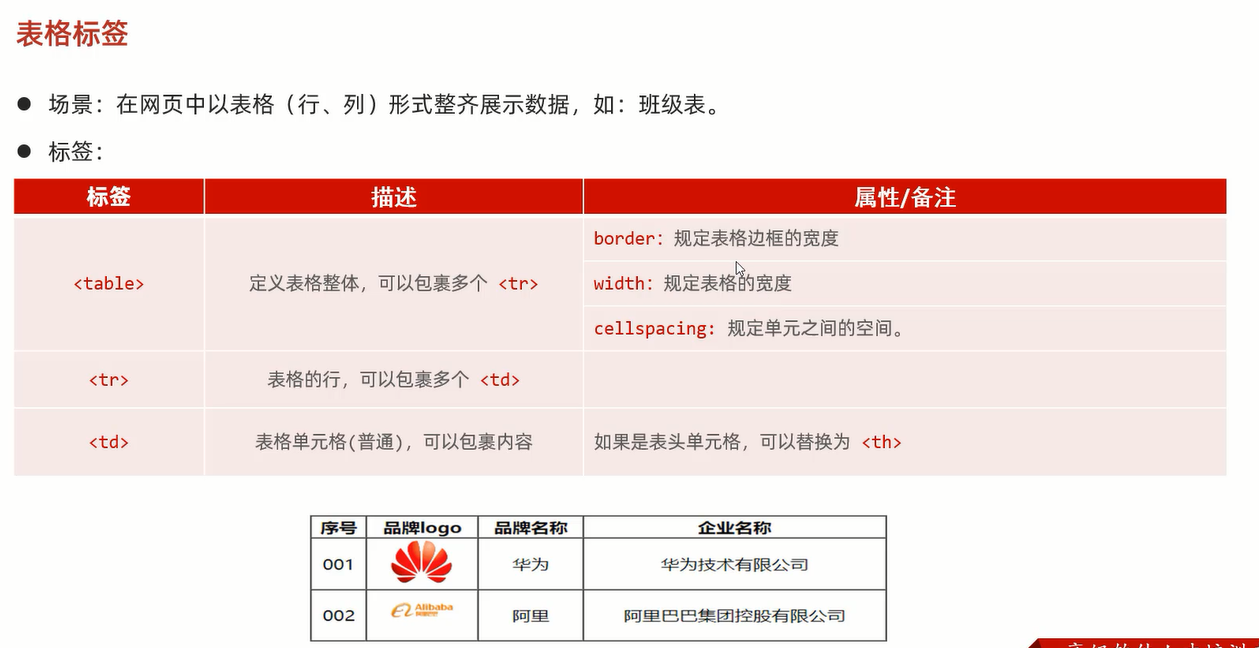 表格标签
● 场景：在网页中以表格（行、列）形式整齐展示数据，如：班级表。
● 标签：
标签 描述 属性/备注
<table> 定义表格整体，可以包裹多个 <tr> border：规定表格边框的宽度
width：规定表格的宽度
cellspacing: 规定单元之间的空间。
<tr> 表格的行，可以包裹多个 <td>
<td> 表格单元格(普通)，可以包裹内容 如果是表头单元格，可以替换为 <th>
序号 品牌logo 品牌名称 企业名称
001 华为 华为技术有限公司
002 Alibaba 阿里 阿里巴巴集团控股有限公司